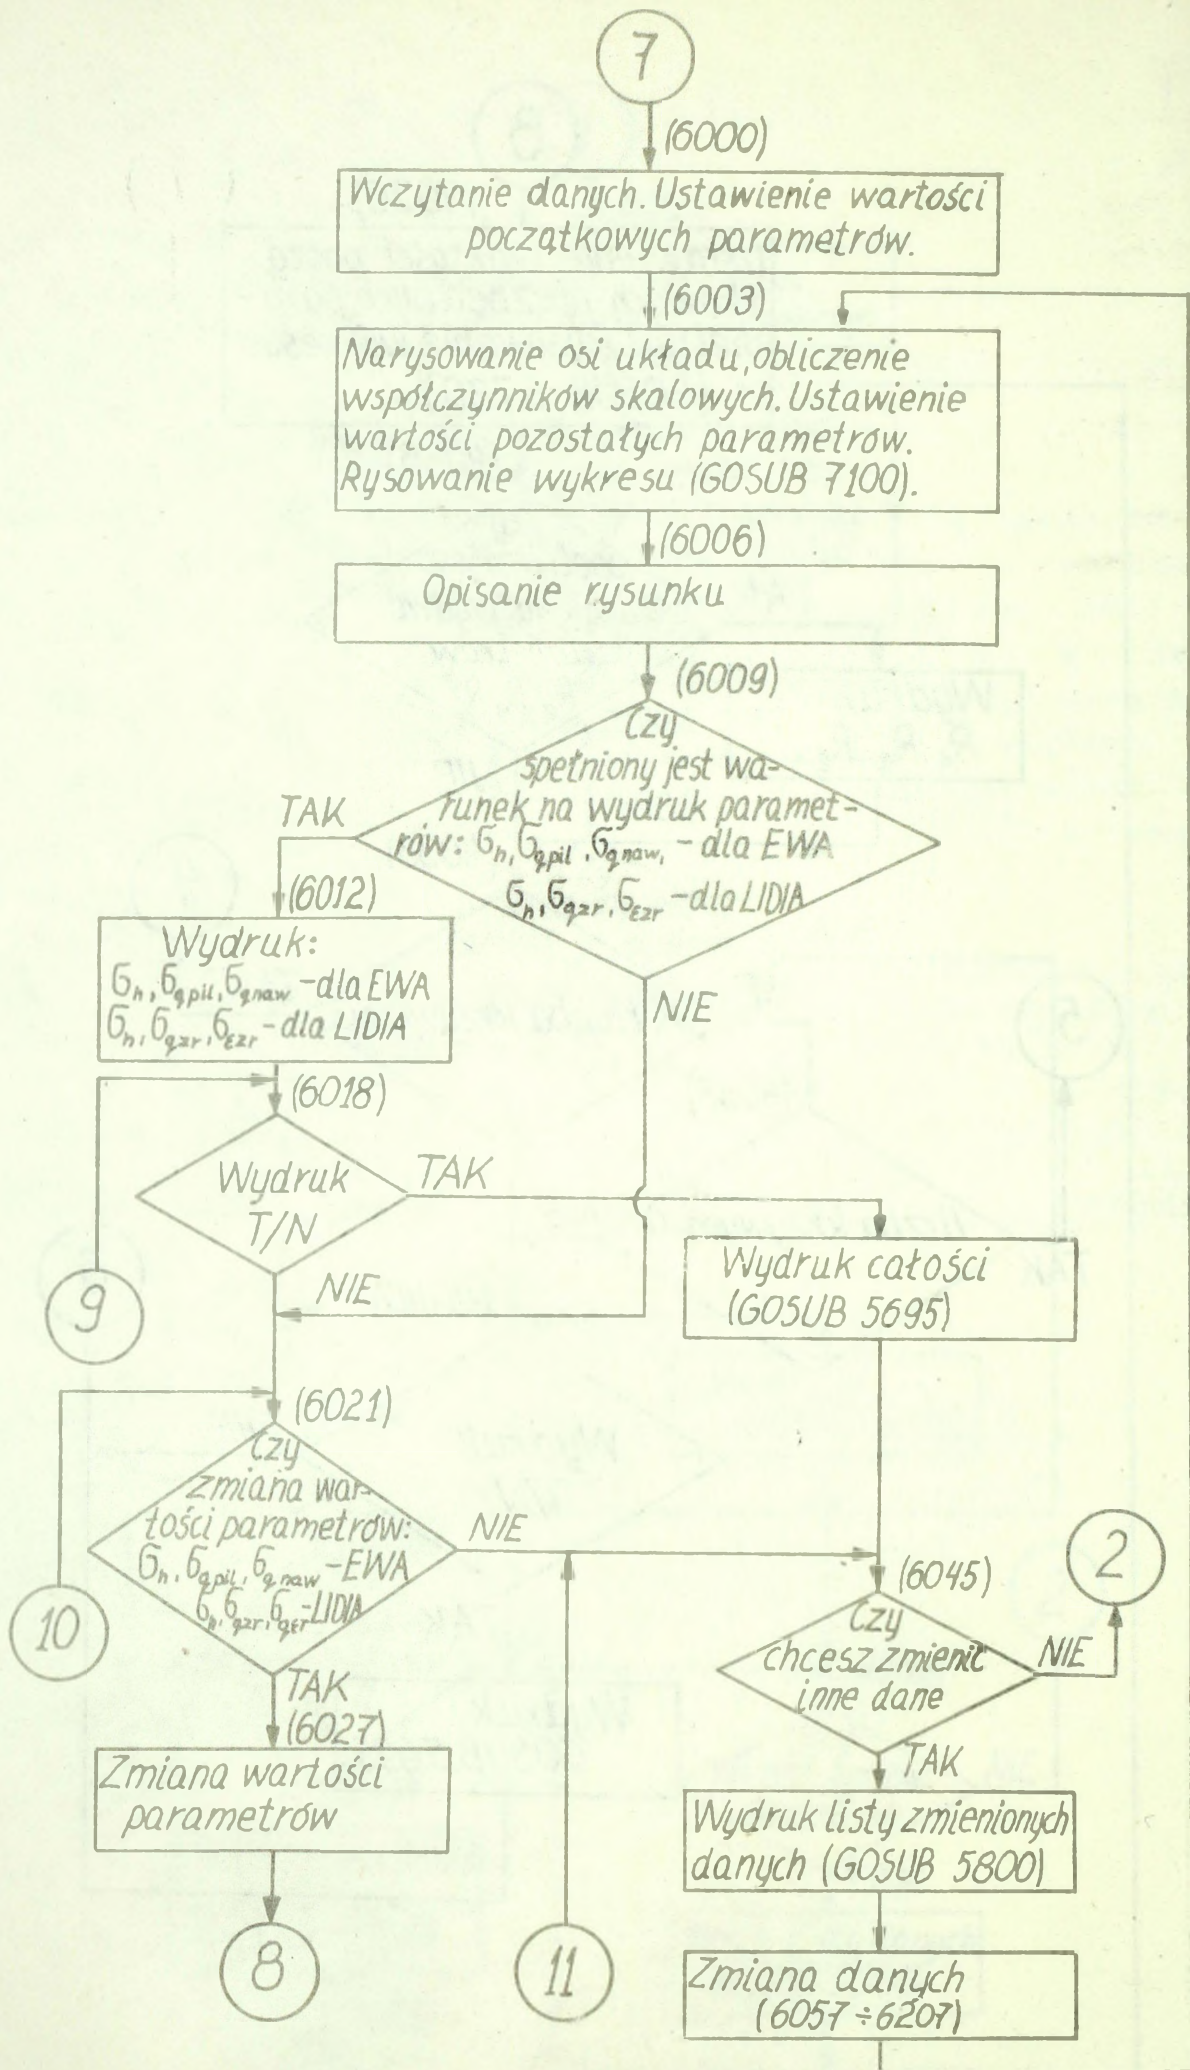 7
(6000)
Wczytanie danych. Ustawienie wartości
początkowych parametrów.
(6003)
Narysowanie osi układu, obliczenie
współczynników skalowych. Ustawienie
wartości pozostałych parametrów.
Rysowanie wykresu (GOSUB 7100).
(6006)
Opisanie rysunku
(6009)
Czy
spełniony jest wa-
runek na wydruk paramet-
rów: σh, σqpil, σqnaw, - dla EWA
σh, σqzr, σεzr - dla LIDIA
TAK
NIE
(6012)
Wydruk:
σh, σqpil, σqnaw - dla EWA
σh, σqzr, σεzr - dla LIDIA
(6018)
Wydruk
T/N
TAK
NIE
9
Wydruk całości
(GOSUB 5695)
(6021)
Czy
zmiana war-
tości parametrów:
σh, σqpil, σqnaw - EWA
σh, σqzr, σqεr - LIDIA
NIE
10
TAK
(6027)
Zmiana wartości
parametrów
8
11
(6045)
Czy
chcesz zmienić
inne dane
NIE
2
TAK
Wydruk listy zmienionych
danych (GOSUB 5800)
Zmiana danych
(6057÷6207)